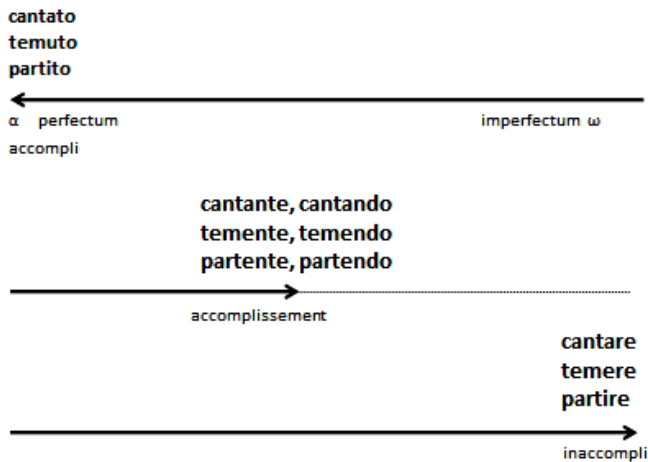 cantato
temuto
partito
α perfectum imperfectum ω
accompli
cantante, cantando
temente, temendo
partente, partendo
accomplissement
cantare
temere
partire
inaccompli